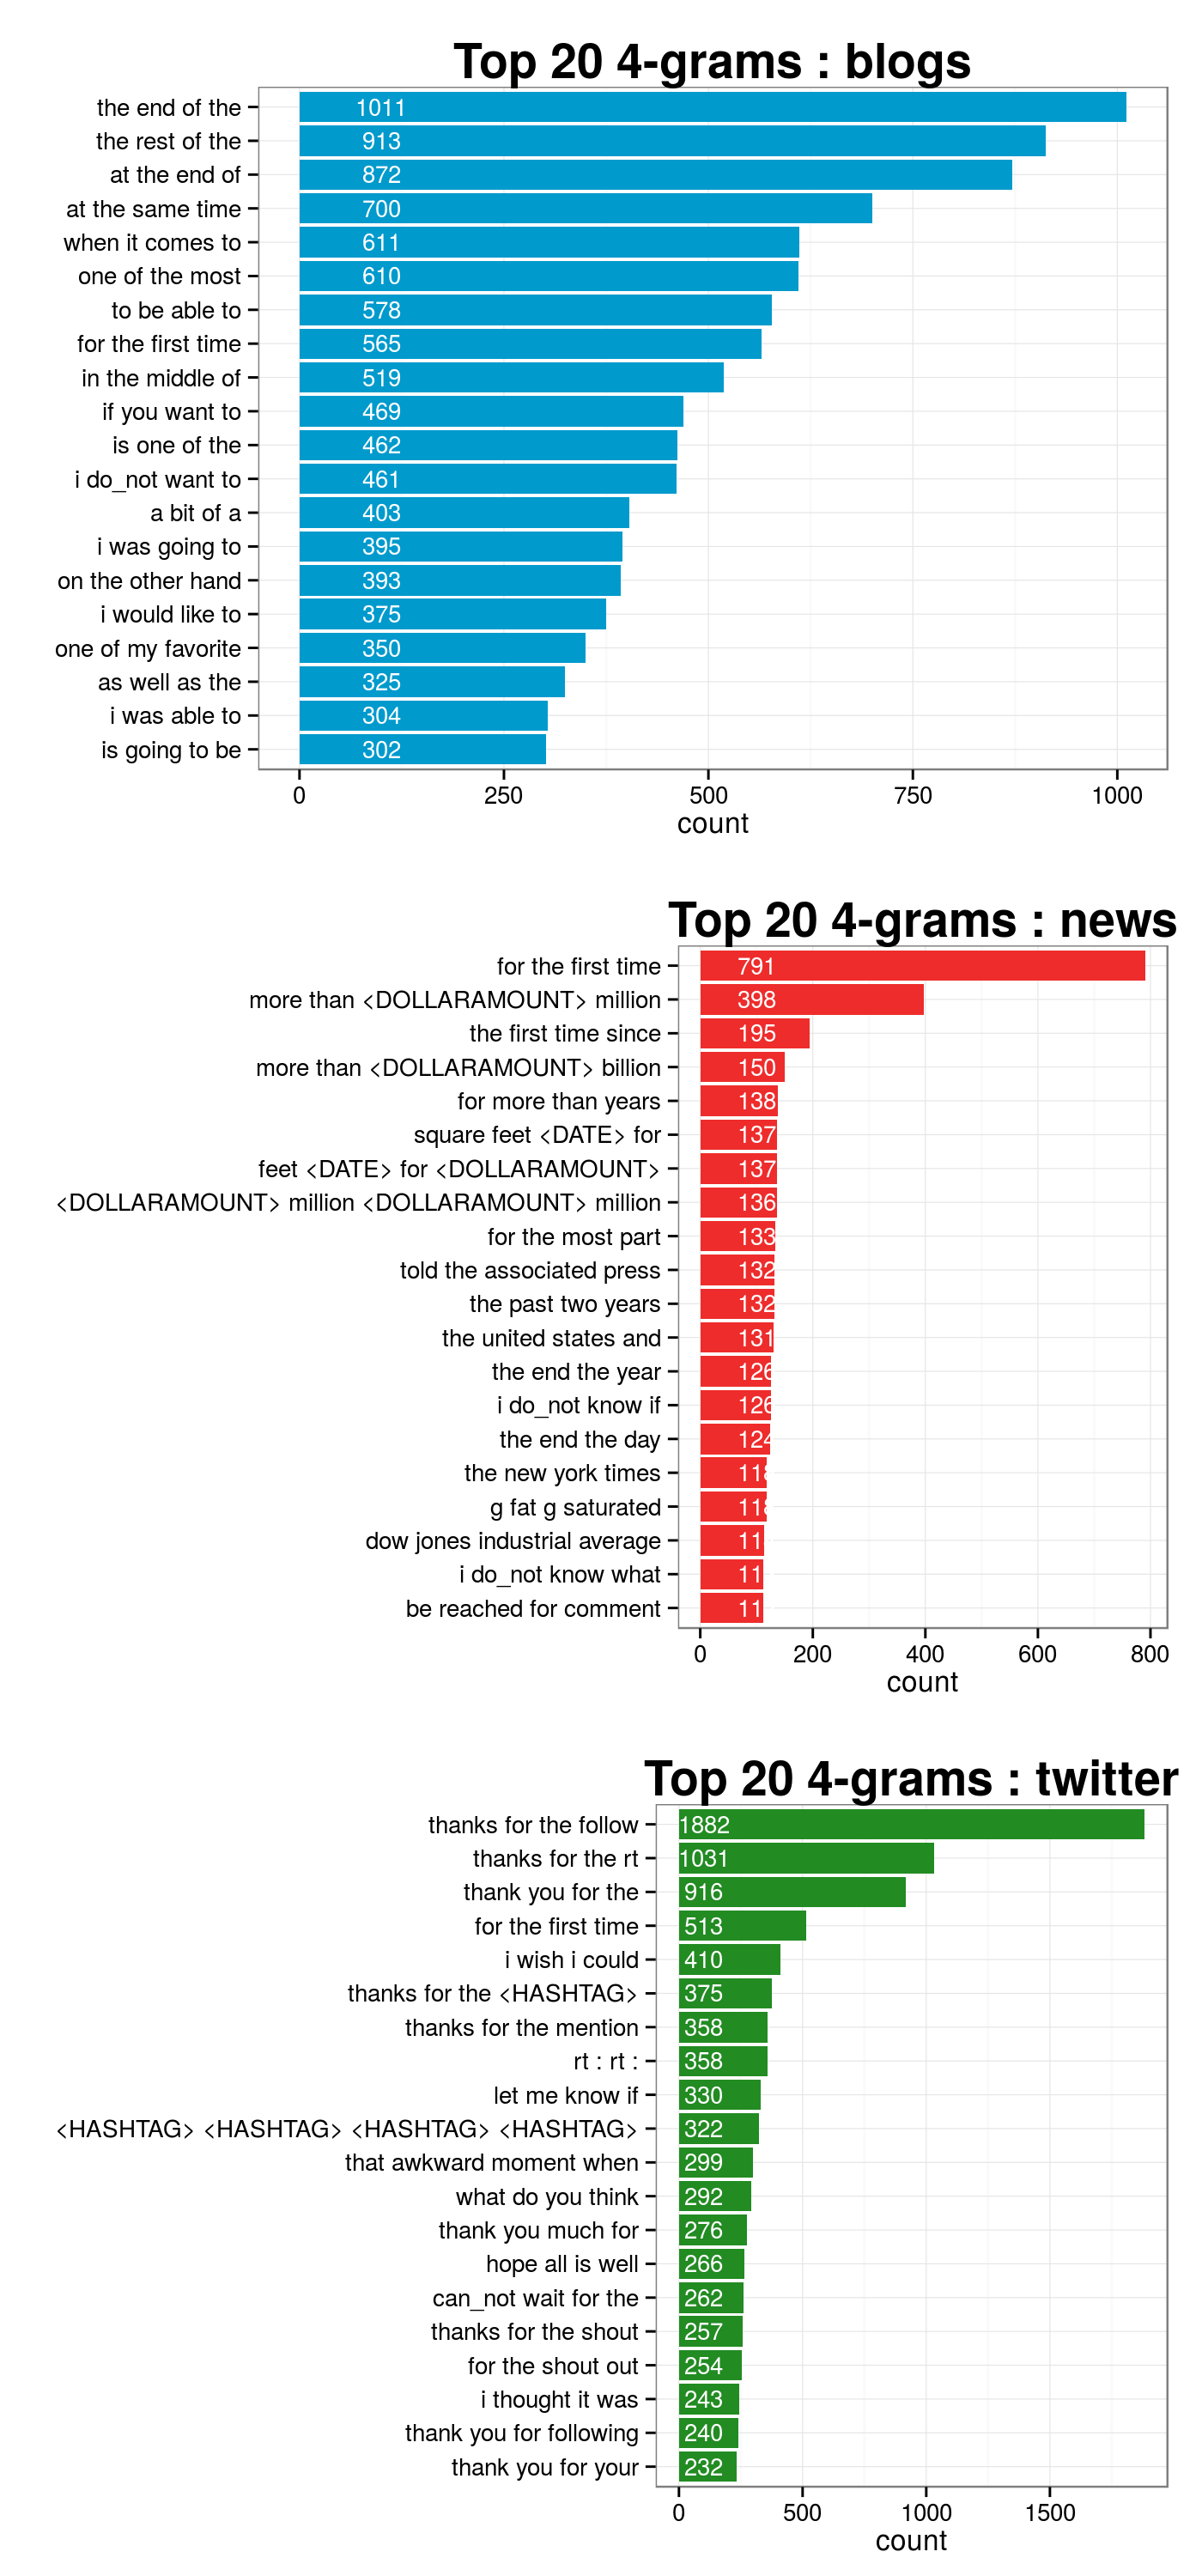 Top 20 4-grams : blogs
the end of the 1011
the rest of the 913
at the end of 872
at the same time 700
when it comes to 611
one of the most 610
to be able to 578
for the first time 565
in the middle of 519
if you want to 469
is one of the 462
i do_not want to 461
a bit of a 403
i was going to 395
on the other hand 393
i would like to 375
one of my favorite 350
as well as the 325
i was able to 304
is going to be 302
0 250 500 750 1000
count
Top 20 4-grams : news
for the first time 791
more than <DOLLARAMOUNT> million 398
the first time since 195
more than <DOLLARAMOUNT> billion 150
for more than years 138
square feet <DATE> for 137
feet <DATE> for <DOLLARAMOUNT> 137
<DOLLARAMOUNT> million <DOLLARAMOUNT> million 136
for the most part 133
told the associated press 132
the past two years 132
the united states and 131
the end the year 126
i do_not know if 126
the end the day 124
the new york times 118
g fat g saturated 118
dow jones industrial average
i do_not know what
be reached for comment
0 200 400 600 800
count
Top 20 4-grams : twitter
thanks for the follow 1882
thanks for the rt 1031
thank you for the 916
for the first time 513
i wish i could 410
thanks for the <HASHTAG> 375
thanks for the mention 358
rt : rt : 358
let me know if 330
<HASHTAG> <HASHTAG> <HASHTAG> <HASHTAG> 322
that awkward moment when 299
what do you think 292
thank you much for 276
hope all is well 266
can_not wait for the 262
thanks for the shout 257
for the shout out 254
i thought it was 243
thank you for following 240
thank you for your 232
0 500 1000 1500
count